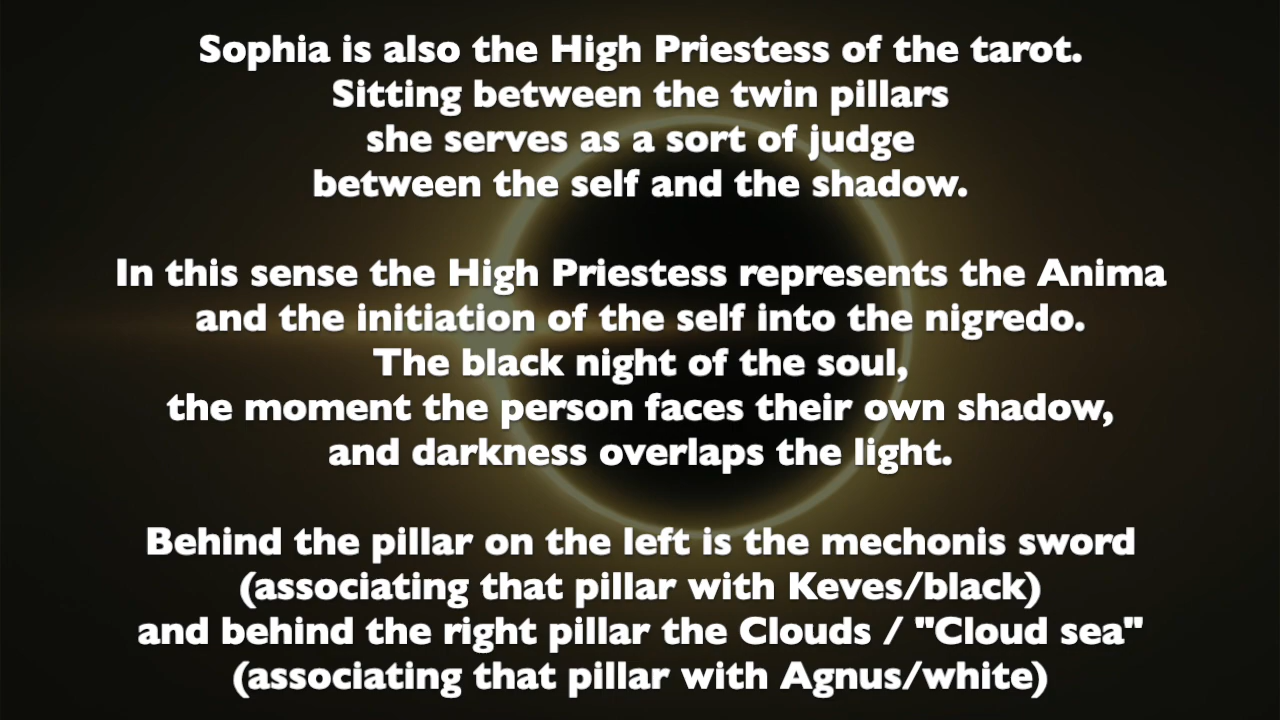 Sophia is also the High Priestess of the tarot.
Sitting between the twin pillars
she serves as a sort of judge
between the self and the shadow.
In this sense the High Priestess represents the Anima
and the initiation of the self into the nigredo.
The black night of the soul,
the moment the person faces their own shadow,
and darkness overlaps the light.
Behind the pillar on the left is the mechonis sword
(associating that pillar with Keves/black)
and behind the right pillar the Clouds / "Cloud sea"
(associating that pillar with Agnus/white)